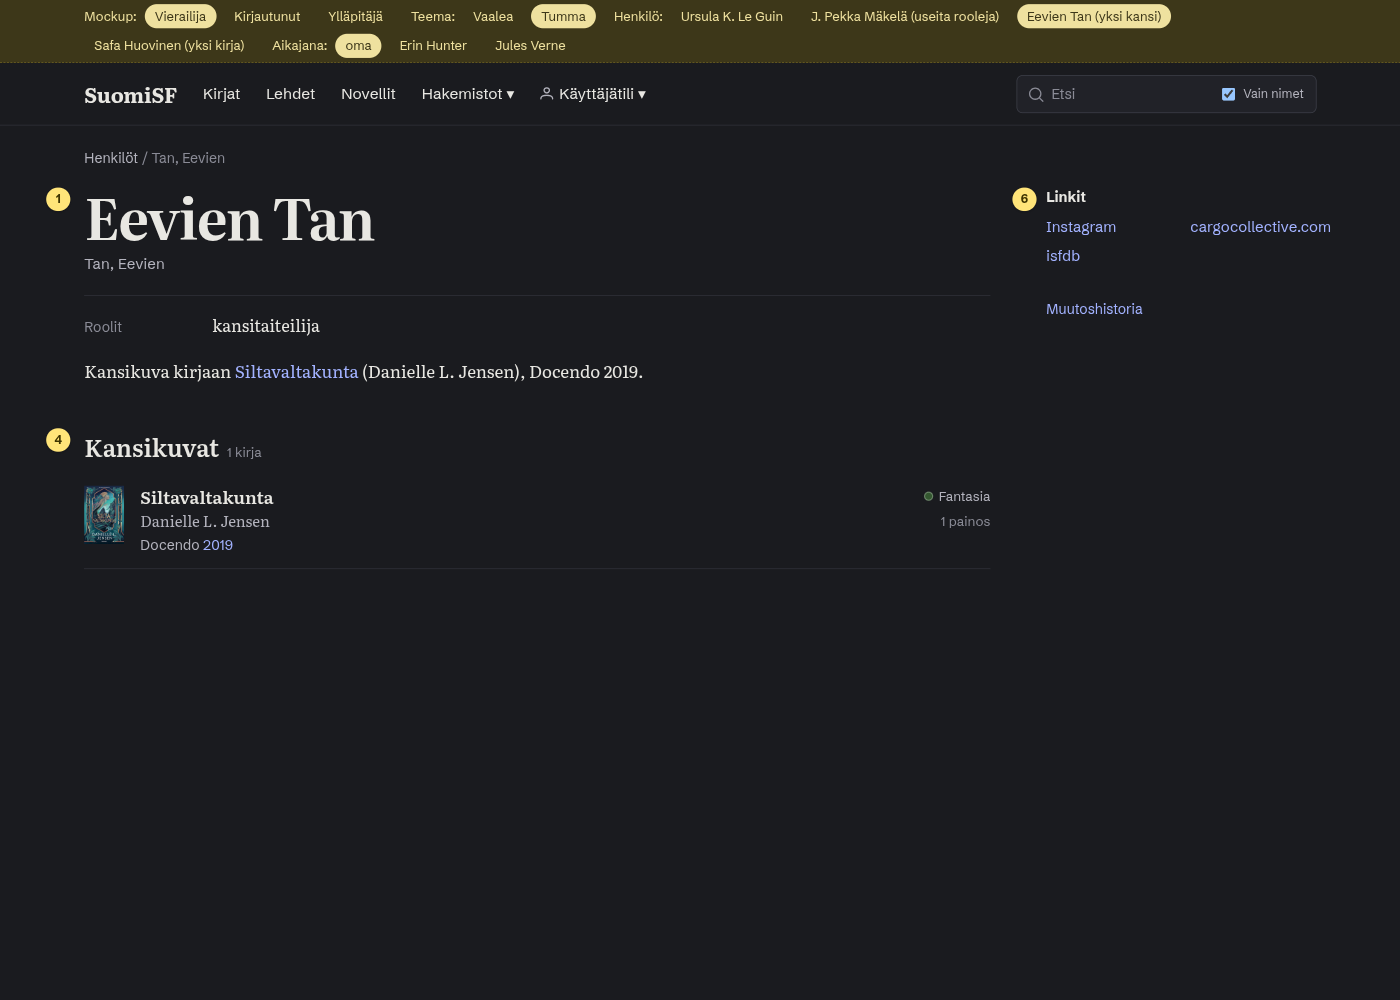 Mockup: Vierailija Kirjautunut Ylläpitäjä Teema: Vaalea Tumma Henkilö: Ursula K. Le Guin J. Pekka Mäkelä (useita rooleja) Eevien Tan (yksi kansi)
Safa Huovinen (yksi kirja) Aikajana: oma Erin Hunter Jules Verne
SuomiSF Kirjat Lehdet Novellit Hakemistot ▾ Käyttäjätili ▾ Etsi Vain nimet
Henkilöt / Tan, Eevien
1 Eevien Tan
Tan, Eevien
Roolit kansitaiteilija
Kansikuva kirjaan Siltavaltakunta (Danielle L. Jensen), Docendo 2019.
4 Kansikuvat 1 kirja
Siltavaltakunta Fantasia
Danielle L. Jensen 1 painos
Docendo 2019
6 Linkit
Instagram cargocollective.com
isfdb
Muutoshistoria